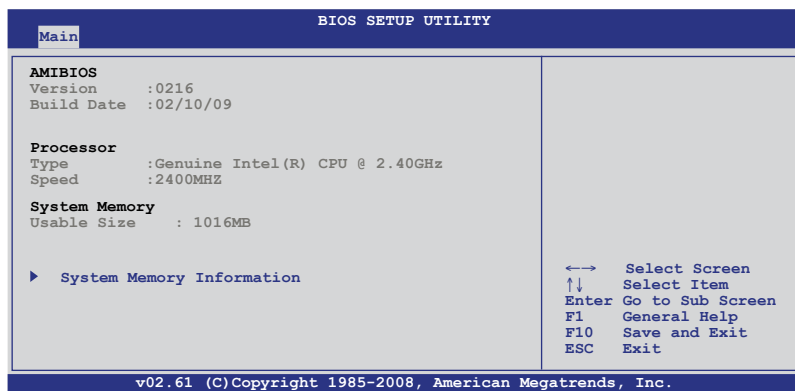 BIOS SETUP UTILITY
Main
AMIBIOS
Version :0216
Build Date :02/10/09
Processor
Type :Genuine Intel(R) CPU @ 2.40GHz
Speed :2400MHZ
System Memory
Usable Size : 1016MB
System Memory Information
←→ Select Screen
↑↓ Select Item
Enter Go to Sub Screen
F1 General Help
F10 Save and Exit
ESC Exit
v02.61 (C)Copyright 1985-2008, American Megatrends, Inc.